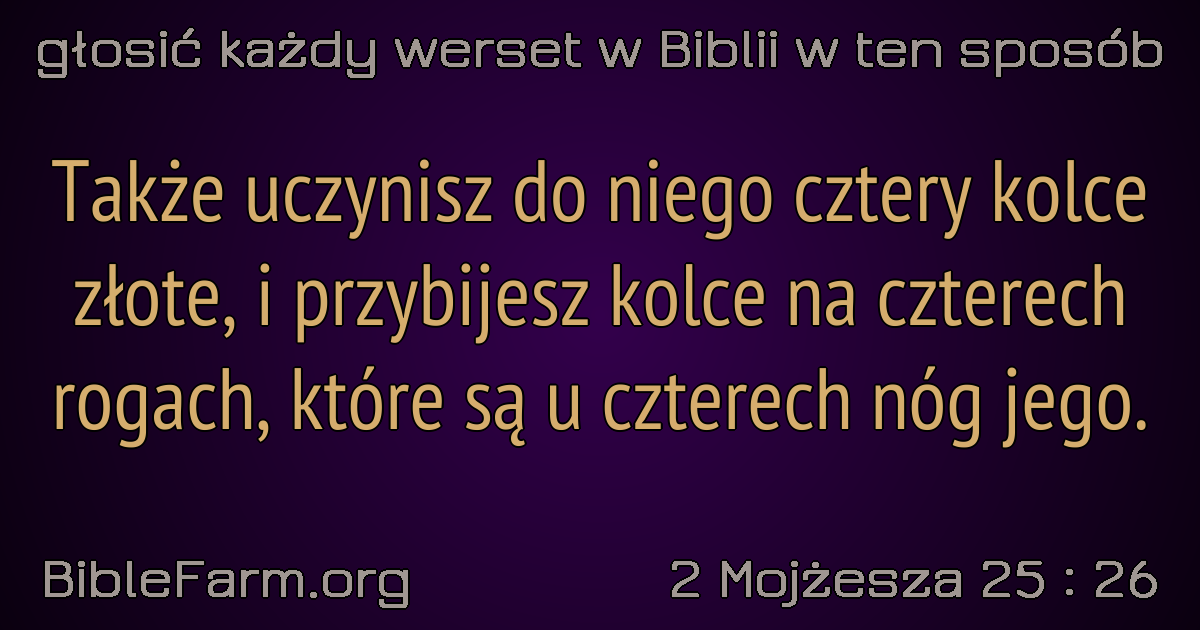 głosić każdy werset w Biblii w ten sposób
Także uczynisz do niego cztery kolce
złote, i przybijesz kolce na czterech
rogach, które są u czterech nóg jego.
BibleFarm.org
2 Mojżesza 25 : 26